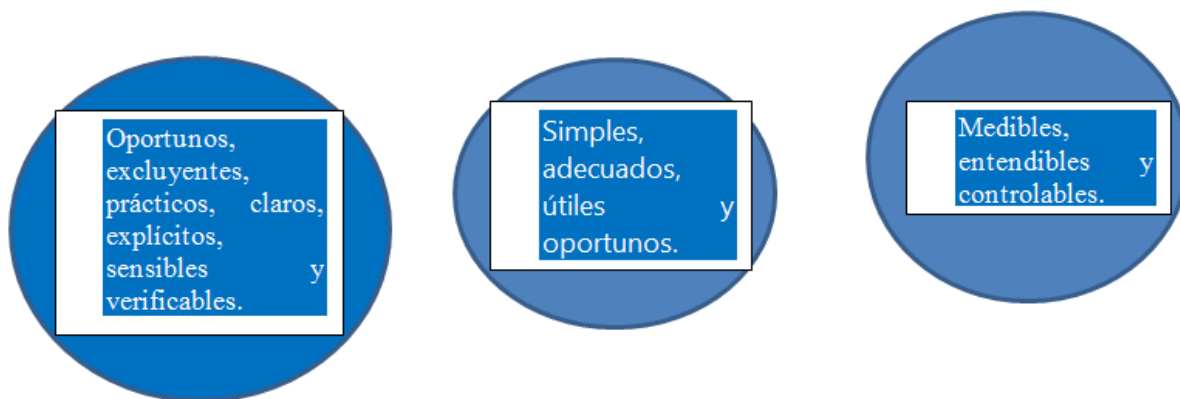 Oportunos,
excluyentes,
prácticos, claros,
explícitos,
sensibles y
verificables.
Simples,
adecuados,
útiles y
oportunos.
Medibles,
entendibles y
controlables.